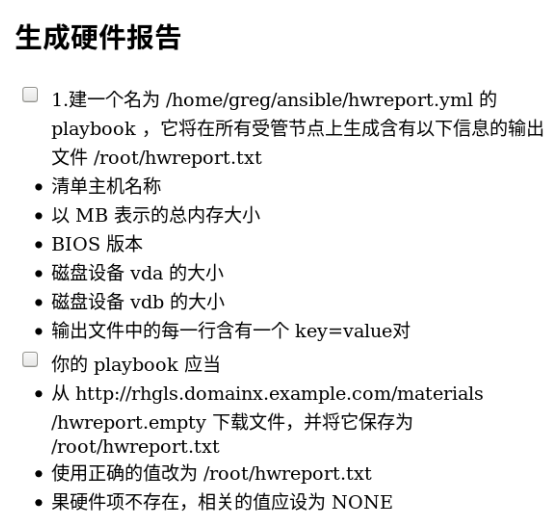 生成硬件报告
1.建一个名为 /home/greg/ansible/hwreport.yml 的
playbook ，它将在所有受管节点上生成含有以下信息的输出
文件 /root/hwreport.txt
• 清单主机名称
• 以 MB 表示的总内存大小
• BIOS 版本
• 磁盘设备 vda 的大小
• 磁盘设备 vdb 的大小
• 输出文件中的每一行含有一个 key=value对
你的 playbook 应当
• 从 http://rhgls.domainx.example.com/materials
/hwreport.empty 下载文件，并将它保存为
/root/hwreport.txt
• 使用正确的值改为 /root/hwreport.txt
• 果硬件项不存在，相关的值应设为 NONE